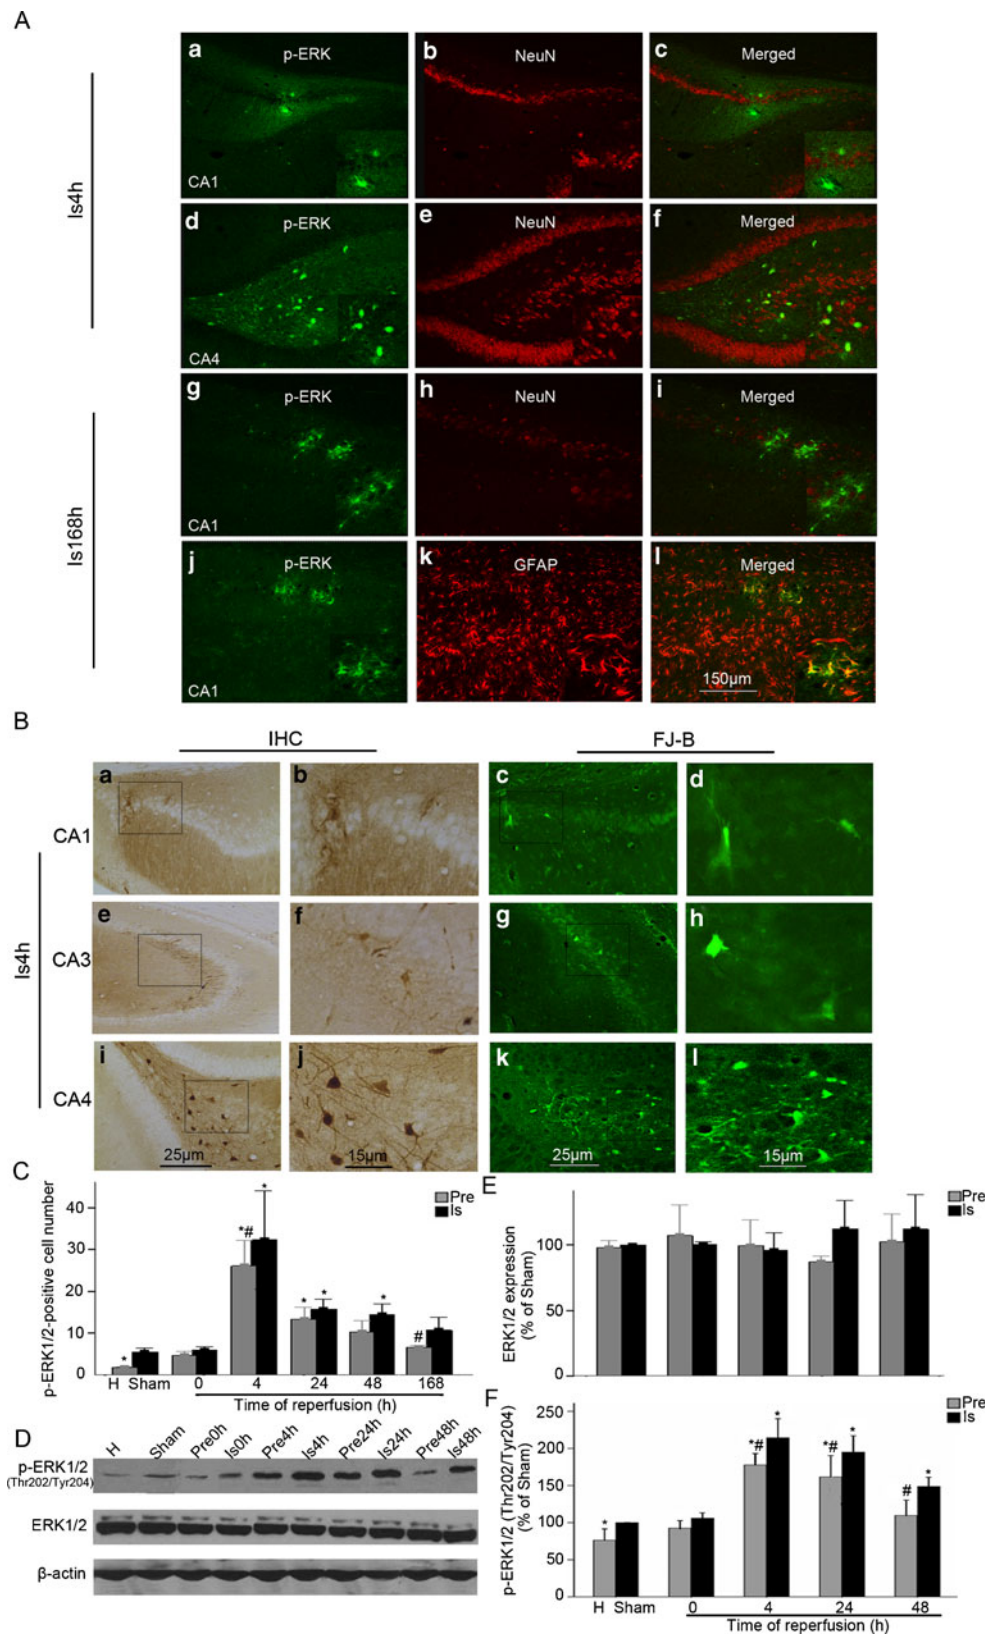 A
a p-ERK b NeuN c Merged
CA1
d p-ERK e NeuN f Merged
CA4
Is4h
g p-ERK h NeuN i Merged
CA1
j p-ERK k GFAP l Merged
CA1 150μm
Is168h
B
IHC FJ-B
a b c d
CA1
e f g h
CA3
Is4h
i j k l
CA4
25μm 15μm 25μm 15μm
C
p-ERK1/2-positive cell number
40
30
20
10
0
Pre
Is
* *# * * * * #
H Sham 0 4 24 48 168
Time of reperfusion (h)
D
H Sham Pre0h Is0h Pre4h Is4h Pre24h Is24h Pre48h Is48h
p-ERK1/2
(Thr202/Tyr204)
ERK1/2
β-actin
E
ERK1/2 expression
(% of Sham)
100
50
0
Pre
Is
F
p-ERK1/2 (Thr202/Tyr204)
(% of Sham)
250
200
150
100
50
0
Pre
Is
* *# * *# * # *
H Sham 0 4 24 48
Time of reperfusion (h)